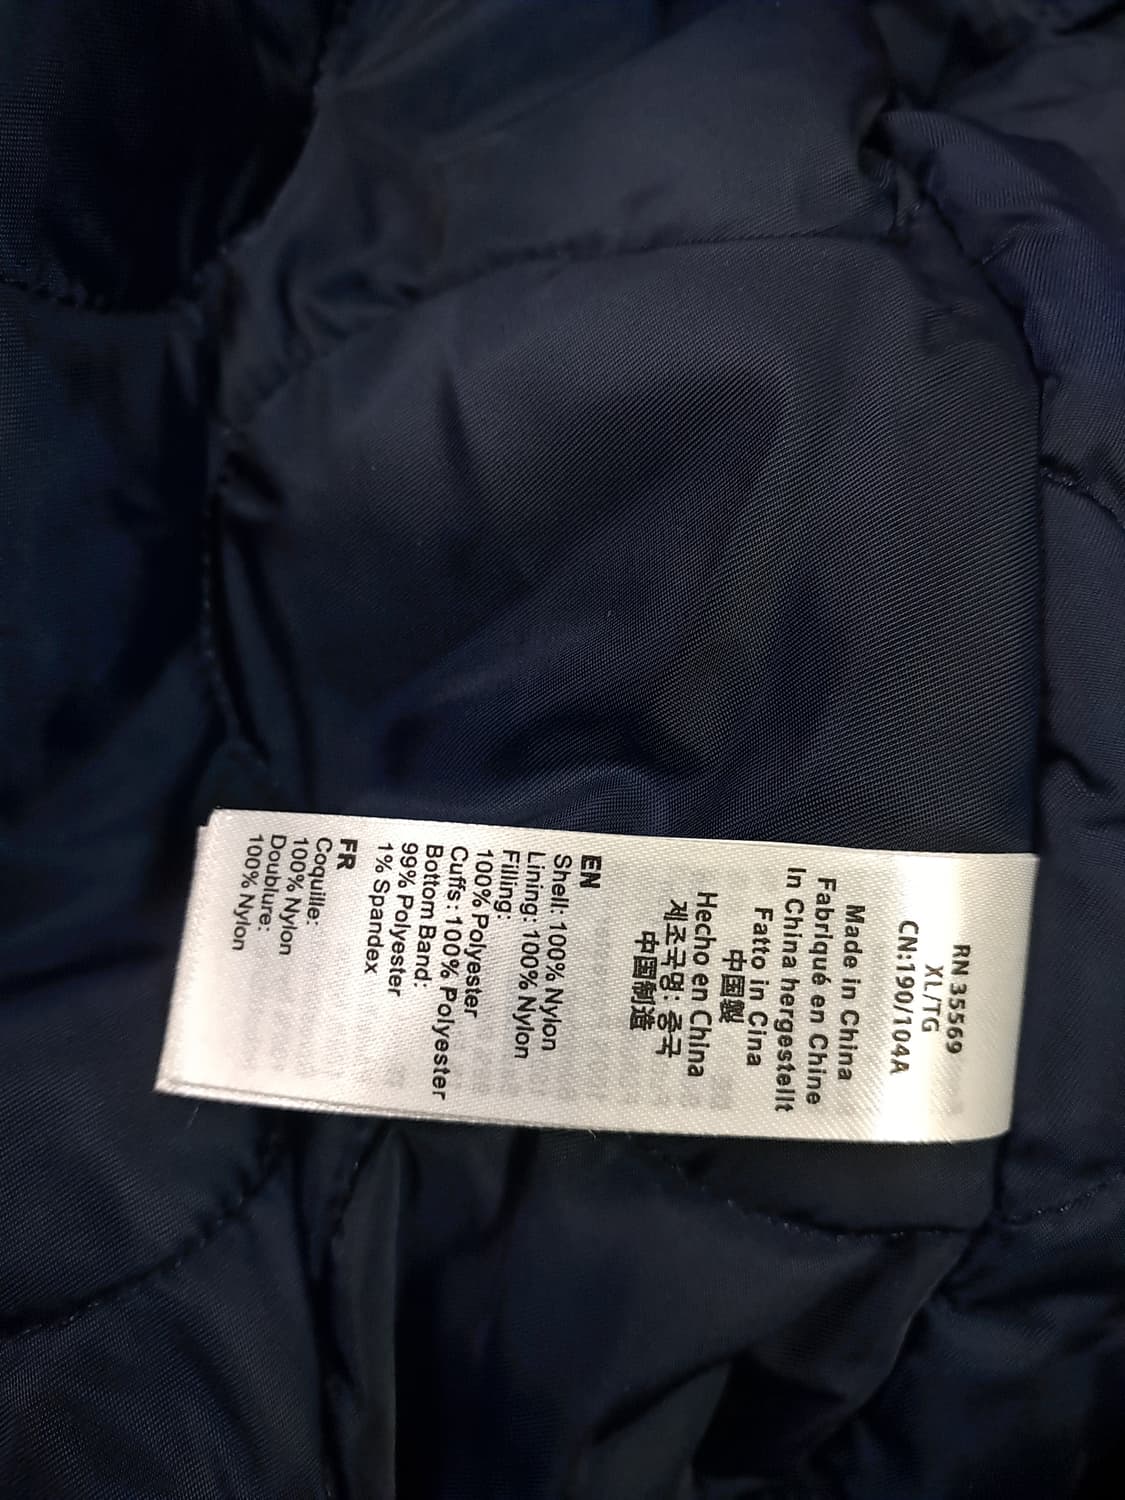 RN 35569
XL/TG
CN:190/104A
Made in China
Fabriqué en Chine
In China hergestellt
Fatto in Cina
中国製
Hecho en China
제조국명: 중국
中国制造
EN
Shell: 100% Nylon
Lining: 100% Nylon
Filling:
100% Polyester
Cuffs: 100% Polyester
Bottom Band:
99% Polyester
1% Spandex
FR
Coquille:
100% Nylon
Doublure:
100% Nylon